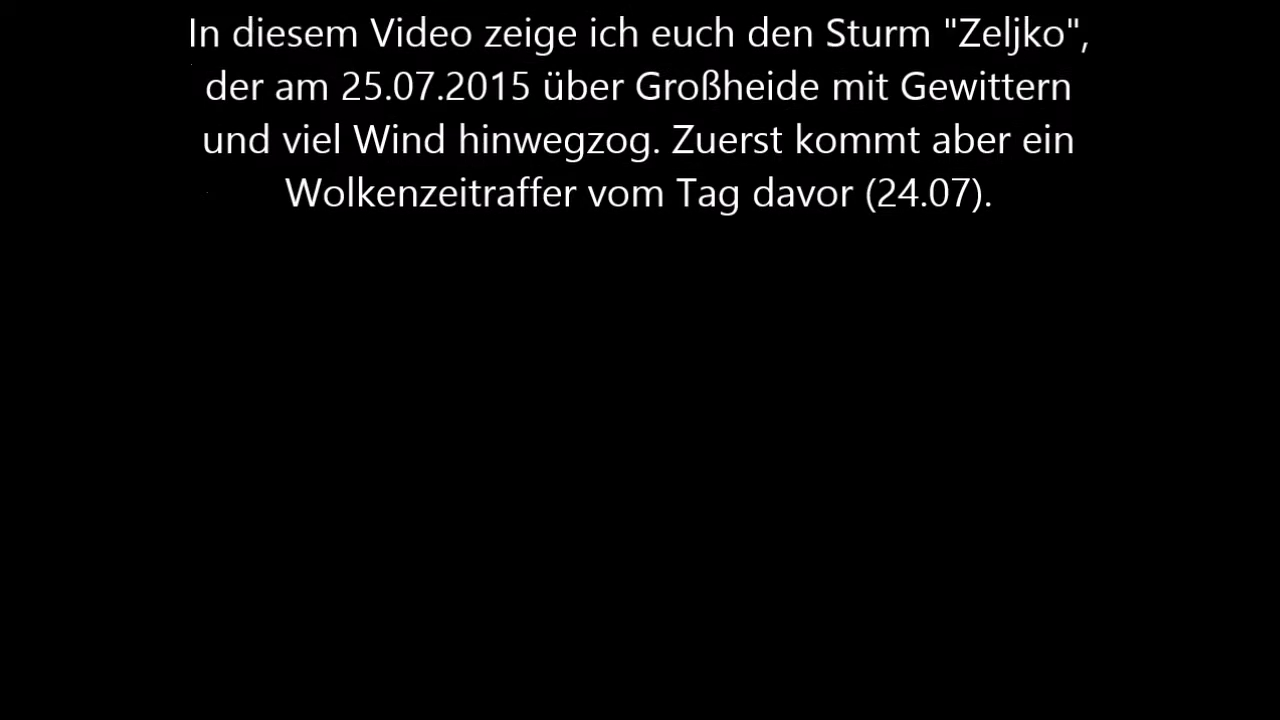 In diesem Video zeige ich euch den Sturm "Zeljko",
der am 25.07.2015 über Großheide mit Gewittern
und viel Wind hinwegzog. Zuerst kommt aber ein
Wolkenzeitraffer vom Tag davor (24.07).